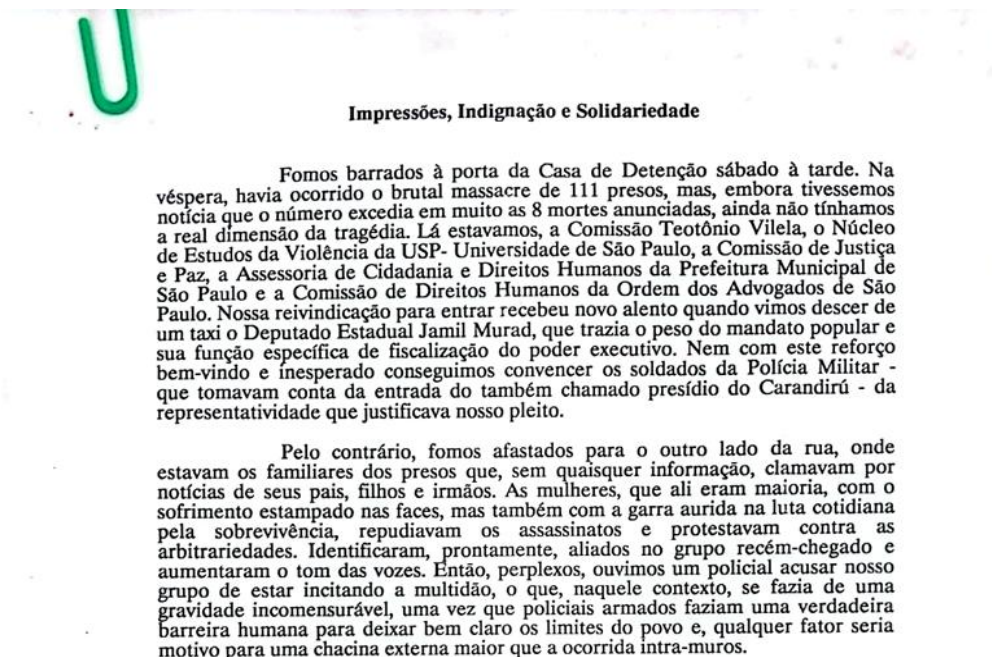 Impressões, Indignação e Solidariedade
Fomos barrados à porta da Casa de Detenção sábado à tarde. Na
véspera, havia ocorrido o brutal massacre de 111 presos, mas, embora tivessemos
notícia que o número excedia em muito as 8 mortes anunciadas, ainda não tínhamos
a real dimensão da tragédia. Lá estavamos, a Comissão Teotônio Vilela, o Núcleo
de Estudos da Violência da USP- Universidade de São Paulo, a Comissão de Justiça
e Paz, a Assessoria de Cidadania e Direitos Humanos da Prefeitura Municipal de
São Paulo e a Comissão de Direitos Humanos da Ordem dos Advogados de São
Paulo. Nossa reivindicação para entrar recebeu novo alento quando vimos descer de
um taxi o Deputado Estadual Jamil Murad, que trazia o peso do mandato popular e
sua função específica de fiscalização do poder executivo. Nem com este reforço
bem-vindo e inesperado conseguimos convencer os soldados da Polícia Militar -
que tomavam conta da entrada do também chamado presídio do Carandirú - da
representatividade que justificava nosso pleito.
Pelo contrário, fomos afastados para o outro lado da rua, onde
estavam os familiares dos presos que, sem quaisquer informação, clamavam por
notícias de seus pais, filhos e irmãos. As mulheres, que ali eram maioria, com o
sofrimento estampado nas faces, mas também com a garra aurida na luta cotidiana
pela sobrevivência, repudiavam os assassinatos e protestavam contra as
arbitrariedades. Identificaram, prontamente, aliados no grupo recém-chegado e
aumentaram o tom das vozes. Então, perplexos, ouvimos um policial acusar nosso
grupo de estar incitando a multidão, o que, naquele contexto, se fazia de uma
gravidade incomensurável, uma vez que policiais armados faziam uma verdadeira
barreira humana para deixar bem claro os limites do povo e, qualquer fator seria
motivo para uma chacina externa maior que a ocorrida intra-muros.